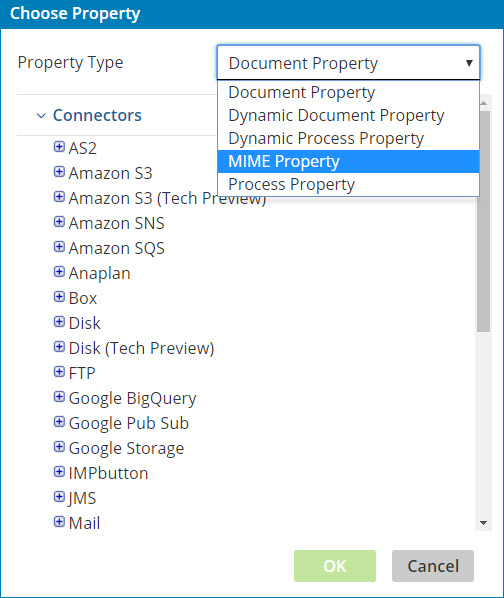 Choose Property
Property Type
Document Property
Document Property
Dynamic Document Property
Dynamic Process Property
MIME Property
Process Property
Connectors
AS2
Amazon S3
Amazon S3 (Tech Preview)
Amazon SNS
Amazon SQS
Anaplan
Box
Disk
Disk (Tech Preview)
FTP
Google BigQuery
Google Pub Sub
Google Storage
IMPbutton
JMS
Mail
OK
Cancel